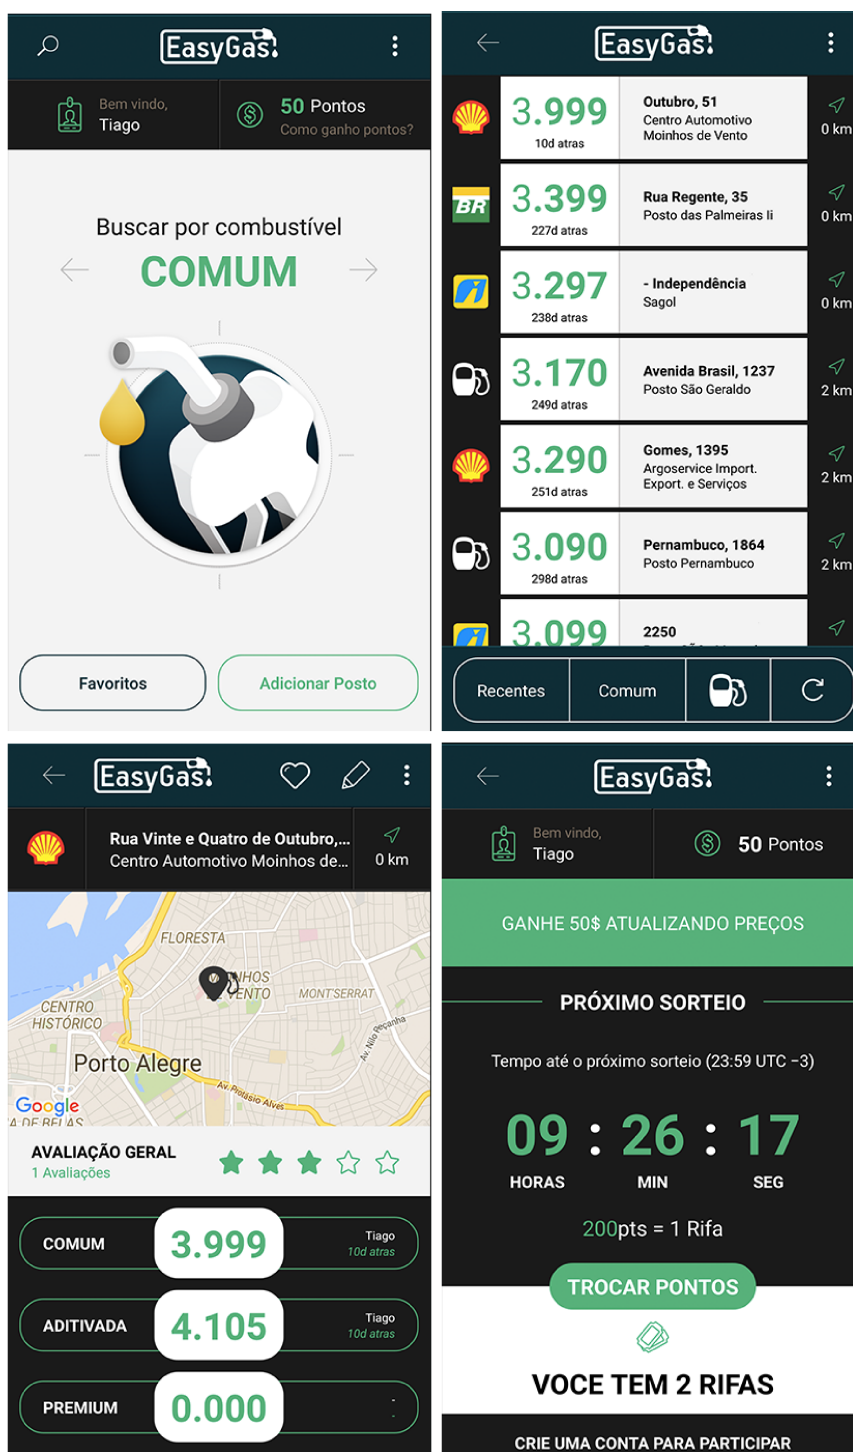 EasyGas
Bem vindo,
Tiago
50 Pontos
Como ganho pontos?
Buscar por combustível
COMUM
Favoritos
Adicionar Posto
EasyGas
3.999
10d atras
Outubro, 51
Centro Automotivo
Moinhos de Vento
0 km
BR
3.399
227d atras
Rua Regente, 35
Posto das Palmeiras Ii
0 km
3.297
238d atras
- Independência
Sagol
0 km
3.170
249d atras
Avenida Brasil, 1237
Posto São Geraldo
2 km
3.290
251d atras
Gomes, 1395
Argoservice Import.
Export. e Serviços
2 km
3.090
298d atras
Pernambuco, 1864
Posto Pernambuco
2 km
3.099
2250
Recentes
Comum
EasyGas
Rua Vinte e Quatro de Outubro,...
Centro Automotivo Moinhos de...
0 km
FLORESTA
MONT'SERRAT
CENTRO
HISTÓRICO
Av. Nilo Peçanha
Porto Alegre
Av. Protásio Alves
Google
AVALIAÇÃO GERAL
1 Avaliações
COMUM
3.999
Tiago
10d atras
ADITIVADA
4.105
Tiago
10d atras
PREMIUM
0.000
-
-
EasyGas
Bem vindo,
Tiago
50 Pontos
GANHE 50$ ATUALIZANDO PREÇOS
PRÓXIMO SORTEIO
Tempo até o próximo sorteio (23:59 UTC -3)
09 : 26 : 17
HORAS MIN SEG
200pts = 1 Rifa
TROCAR PONTOS
VOCE TEM 2 RIFAS
CRIE UMA CONTA PARA PARTICIPAR